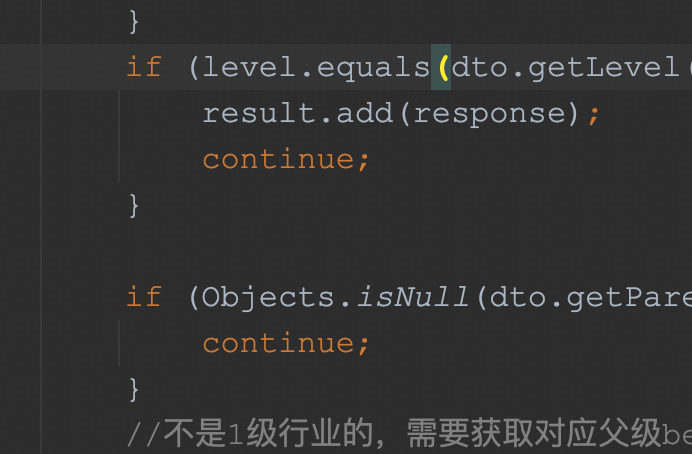 }
if (level.equals(dto.getLevel(
result.add(response);
continue;
}
if (Objects.isNull(dto.getPare
continue;
}
//不是1级行业的，需要获取对应父级be